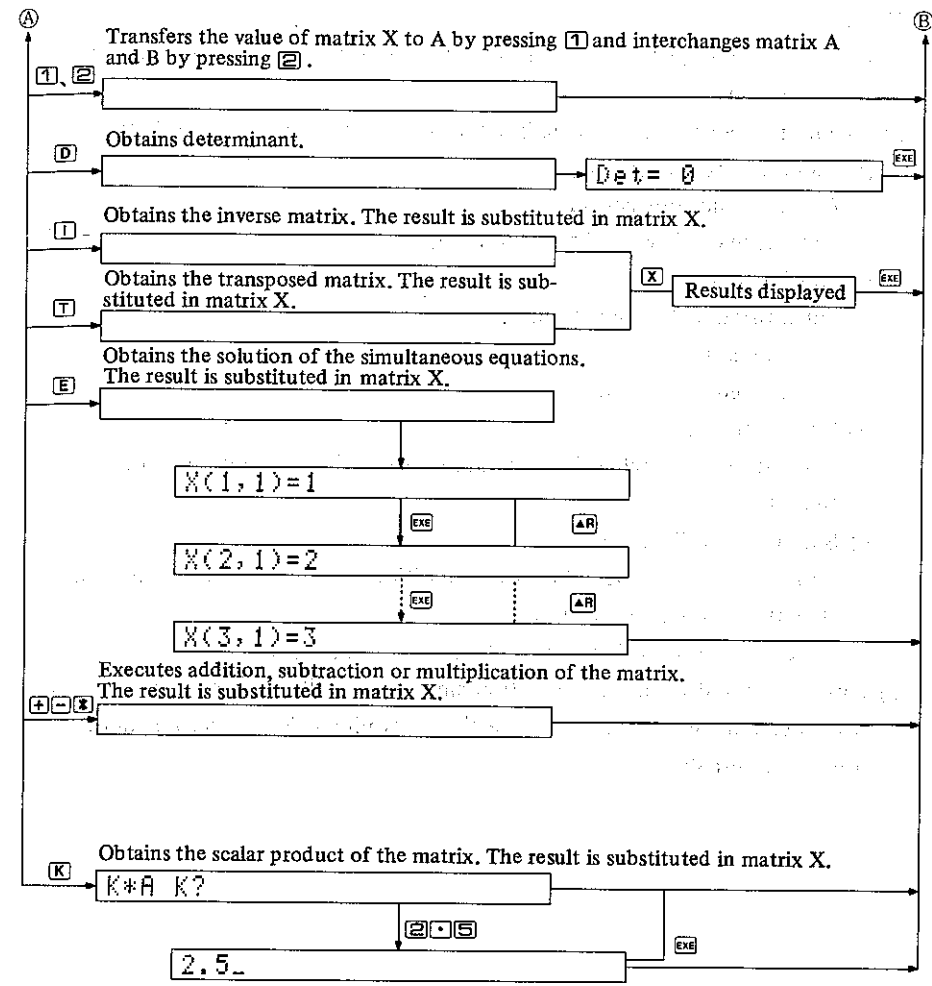 Ⓐ Ⓑ
Transfers the value of matrix X to A by pressing 1 and interchanges matrix A
and B by pressing 2 .
1、2
Obtains determinant.
D
Det= 0
EXE
Obtains the inverse matrix. The result is substituted in matrix X.
I
Obtains the transposed matrix. The result is sub-
stituted in matrix X.
X
Results displayed
EXE
T
Obtains the solution of the simultaneous equations.
The result is substituted in matrix X.
E
X(1,1)=1
EXE ▲R
X(2,1)=2
EXE ▲R
X(3,1)=3
Executes addition, subtraction or multiplication of the matrix.
The result is substituted in matrix X.
+ - *
Obtains the scalar product of the matrix. The result is substituted in matrix X.
K
K*A K?
2 · 5
EXE
2.5_